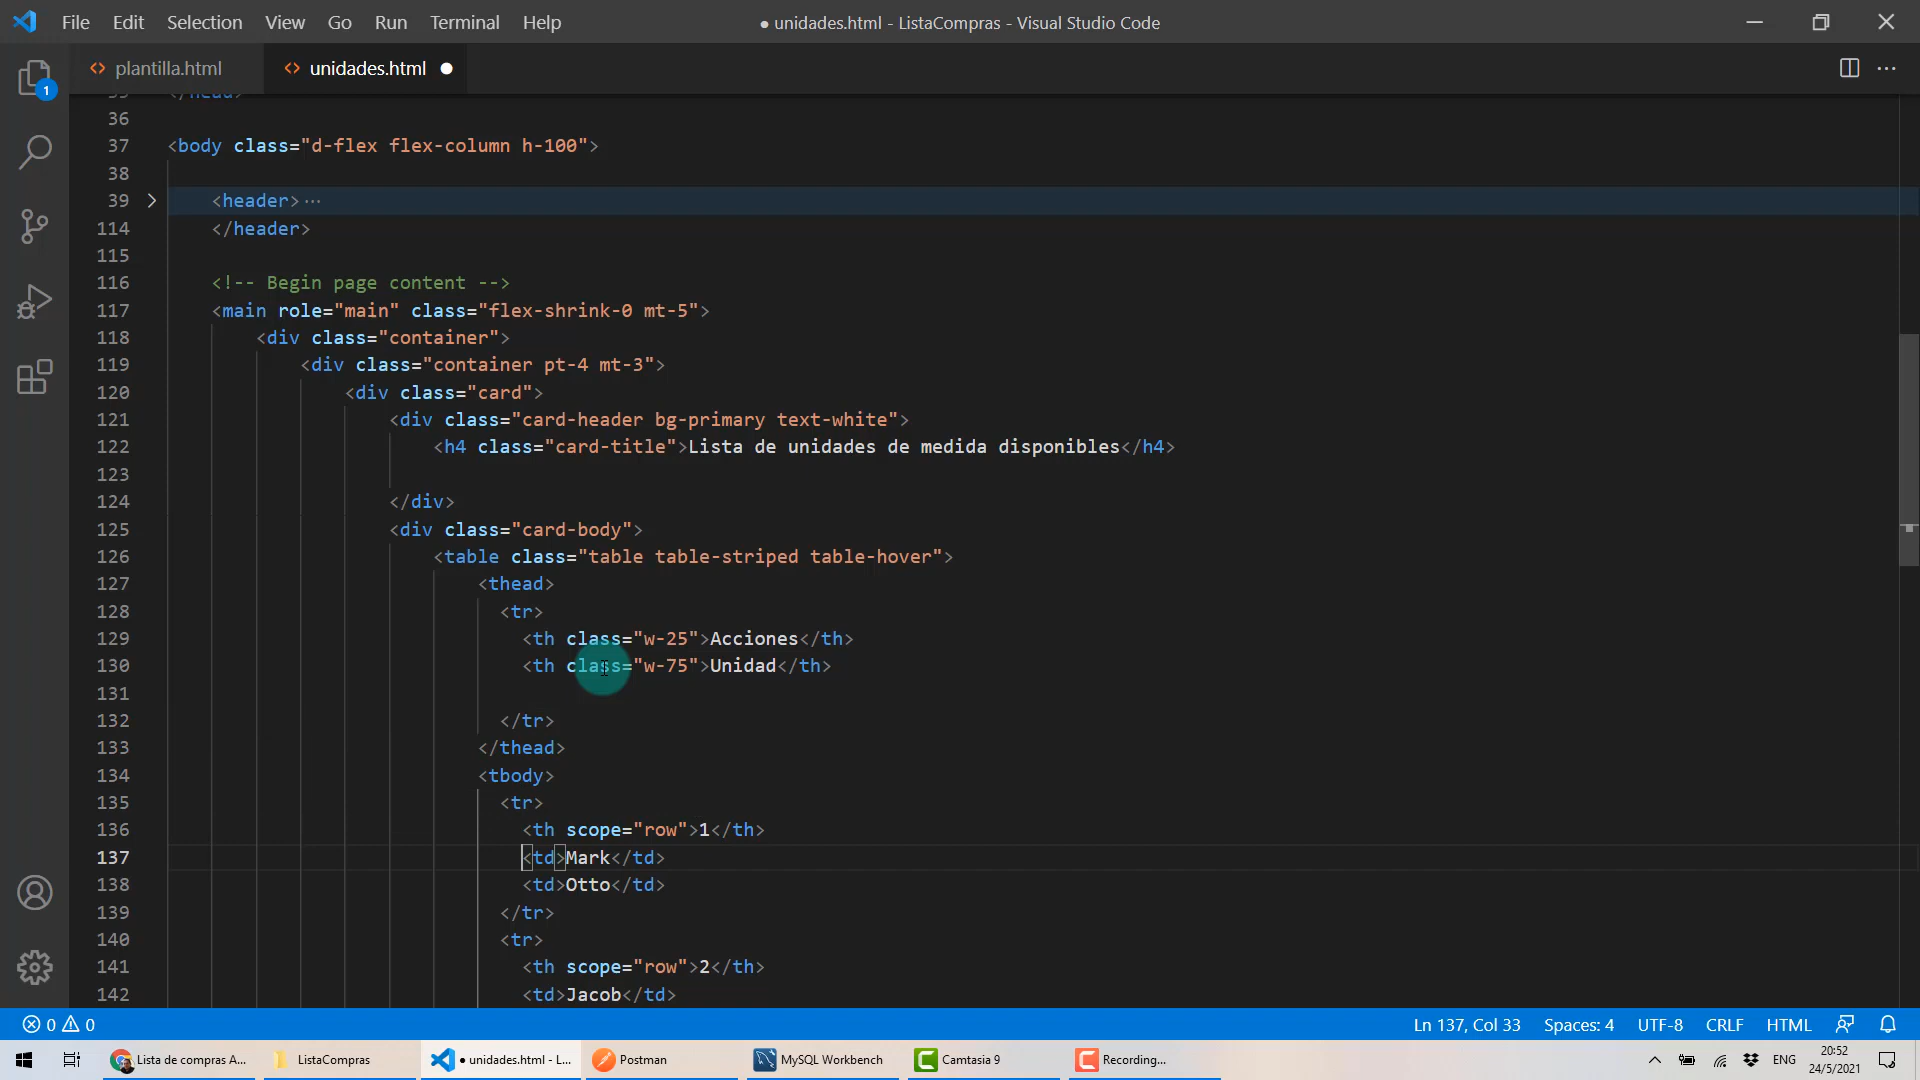 File Edit Selection View Go Run Terminal Help
● unidades.html - ListaCompras - Visual Studio Code
<> plantilla.html
<> unidades.html ●
1
36
37 <body class="d-flex flex-column h-100">
38
39 > <header>···
114 </header>
115
116 <!-- Begin page content -->
117 <main role="main" class="flex-shrink-0 mt-5">
118 <div class="container">
119 <div class="container pt-4 mt-3">
120 <div class="card">
121 <div class="card-header bg-primary text-white">
122 <h4 class="card-title">Lista de unidades de medida disponibles</h4>
123
124 </div>
125 <div class="card-body">
126 <table class="table table-striped table-hover">
127 <thead>
128 <tr>
129 <th class="w-25">Acciones</th>
130 <th class="w-75">Unidad</th>
131
132 </tr>
133 </thead>
134 <tbody>
135 <tr>
136 <th scope="row">1</th>
137 <td>Mark</td>
138 <td>Otto</td>
139 </tr>
140 <tr>
141 <th scope="row">2</th>
142 <td>Jacob</td>
0 0
Ln 137, Col 33 Spaces: 4 UTF-8 CRLF HTML
Lista de compras A...
ListaCompras
● unidades.html - L...
Postman
MySQL Workbench
Camtasia 9
Recording...
ENG
20:52
24/5/2021